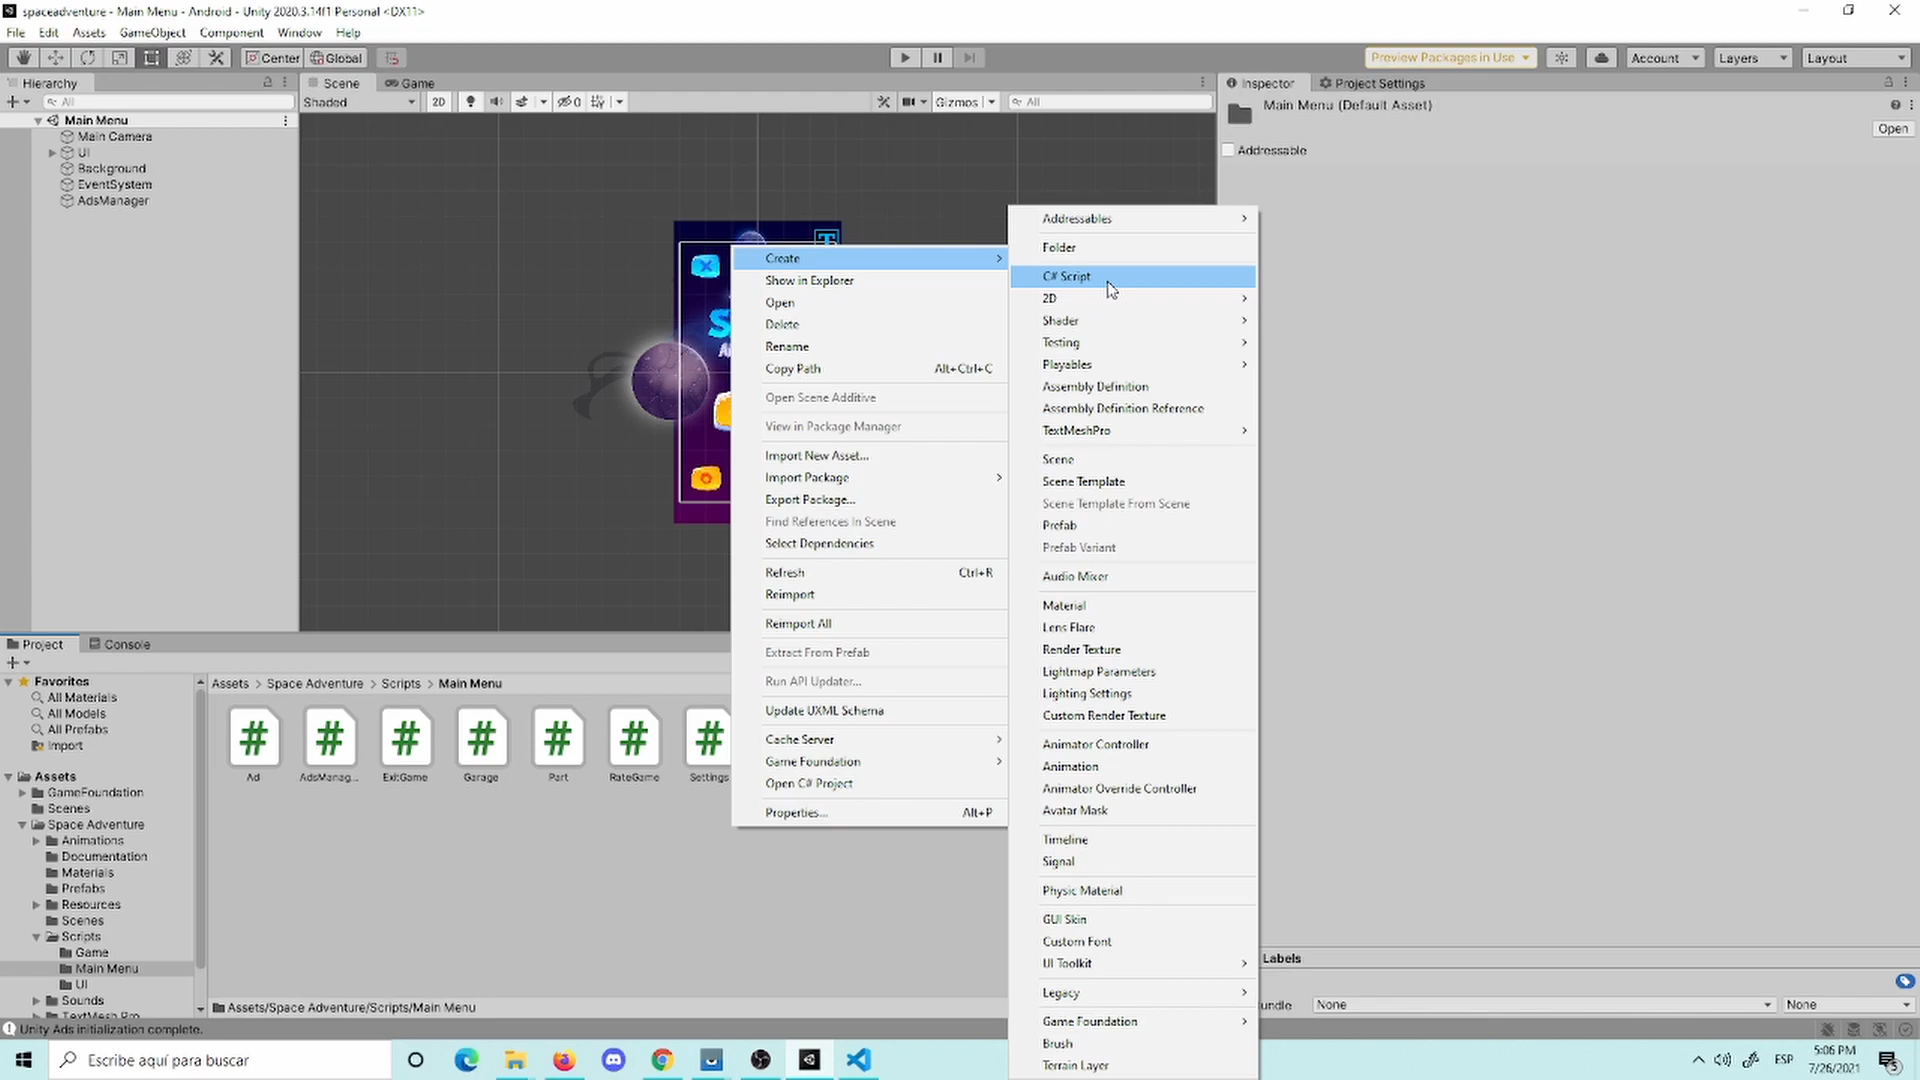 spaceadventure - Main Menu - Android - Unity 2020.3.14f1 Personal <DX11>
File Edit Assets GameObject Component Window Help
Center Global
Preview Packages in Use
Account
Layers
Layout
Hierarchy
Scene
Game
Inspector
Project Settings
All
Shaded
2D
0
Gizmos
All
Main Menu (Default Asset)
Open
Main Menu
Main Camera
UI
Background
EventSystem
AdsManager
Addressable
Create
Show in Explorer
Open
Delete
Rename
Copy Path Alt+Ctrl+C
Open Scene Additive
View in Package Manager
Import New Asset...
Import Package
Export Package...
Find References In Scene
Select Dependencies
Refresh Ctrl+R
Reimport
Reimport All
Extract From Prefab
Run API Updater...
Update UXML Schema
Cache Server
Game Foundation
Open C# Project
Properties... Alt+P
Addressables
Folder
C# Script
2D
Shader
Testing
Playables
Assembly Definition
Assembly Definition Reference
TextMeshPro
Scene
Scene Template
Scene Template From Scene
Prefab
Prefab Variant
Audio Mixer
Material
Lens Flare
Render Texture
Lightmap Parameters
Lighting Settings
Custom Render Texture
Animator Controller
Animation
Animator Override Controller
Avatar Mask
Timeline
Signal
Physic Material
GUI Skin
Custom Font
UI Toolkit
Legacy
Game Foundation
Brush
Terrain Layer
Project
Console
Favorites
All Materials
All Models
All Prefabs
Import
Assets
GameFoundation
Scenes
Space Adventure
Animations
Documentation
Materials
Prefabs
Resources
Scenes
Scripts
Game
Main Menu
UI
Sounds
TextMesh Pro
Assets > Space Adventure > Scripts > Main Menu
Ad
AdsManag...
ExitGame
Garage
Part
RateGame
Settings
Assets/Space Adventure/Scripts/Main Menu
Labels
undle
None
None
Unity Ads initialization complete.
Escribe aquí para buscar
ESP
5:06 PM
7/26/2021
5